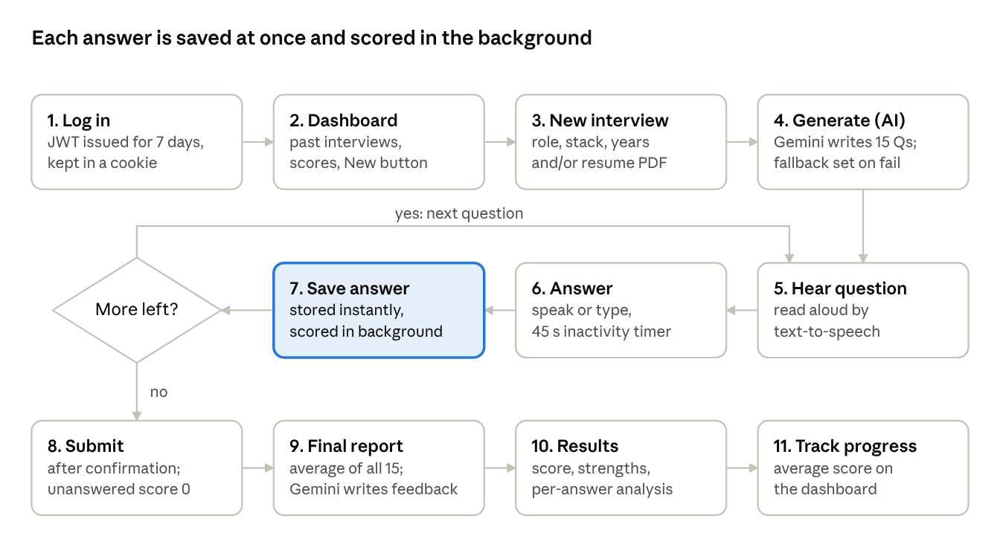 Each answer is saved at once and scored in the background
1. Log in
JWT issued for 7 days,
kept in a cookie
2. Dashboard
past interviews,
scores, New button
3. New interview
role, stack, years
and/or resume PDF
4. Generate (AI)
Gemini writes 15 Qs;
fallback set on fail
yes: next question
More left?
7. Save answer
stored instantly,
scored in background
6. Answer
speak or type,
45 s inactivity timer
5. Hear question
read aloud by
text-to-speech
no
8. Submit
after confirmation;
unanswered score 0
9. Final report
average of all 15;
Gemini writes feedback
10. Results
score, strengths,
per-answer analysis
11. Track progress
average score on
the dashboard